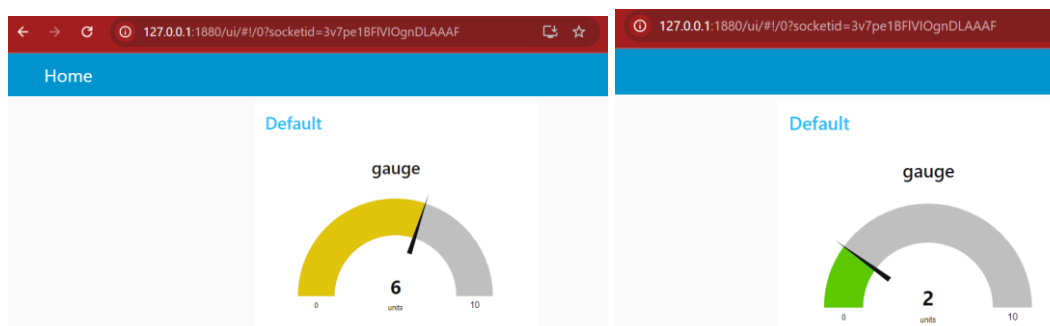 127.0.0.1:1880/ui/#!/0?socketid=3v7pe1BFlVIOgnDLAAAF
Home
Default
gauge
6
units
0
10
127.0.0.1:1880/ui/#!/0?socketid=3v7pe1BFlVIOgnDLAAAF
Default
gauge
2
units
0
10